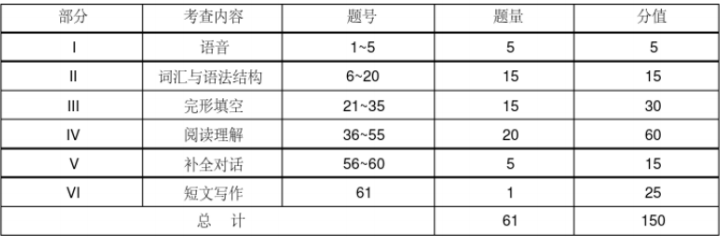 部分 考查内容 题号 题量 分值
I 语音 1~5 5 5
II 词汇与语法结构 6~20 15 15
III 完形填空 21~35 15 30
IV 阅读理解 36~55 20 60
V 补全对话 56~60 5 15
VI 短文写作 61 1 25
总 计 61 150